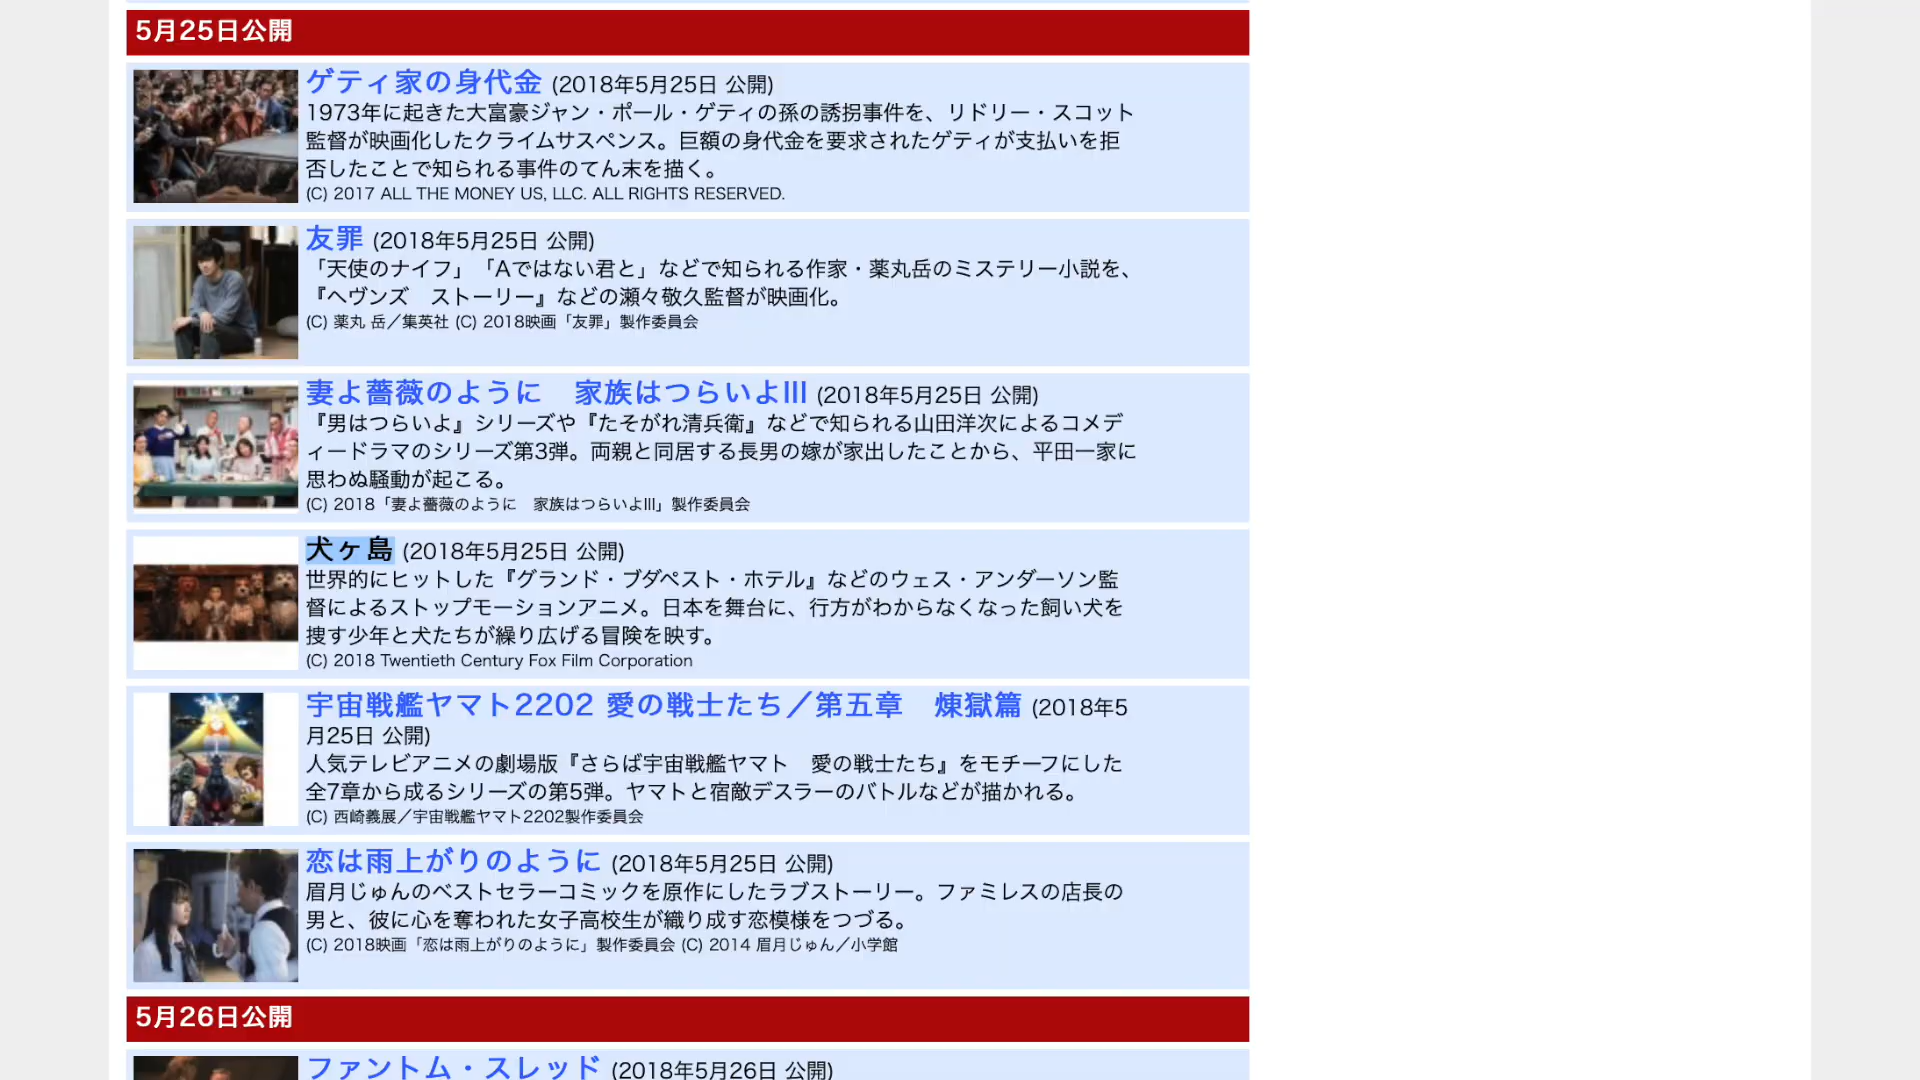 5月25日公開
ゲティ家の身代金 (2018年5月25日 公開)
1973年に起きた大富豪ジャン・ポール・ゲティの孫の誘拐事件を、リドリー・スコット
監督が映画化したクライムサスペンス。巨額の身代金を要求されたゲティが支払いを拒
否したことで知られる事件のてん末を描く。
(C) 2017 ALL THE MONEY US, LLC. ALL RIGHTS RESERVED.
友罪 (2018年5月25日 公開)
「天使のナイフ」「Aではない君と」などで知られる作家・薬丸岳のミステリー小説を、
『ヘヴンズ　ストーリー』などの瀬々敬久監督が映画化。
(C) 薬丸 岳／集英社 (C) 2018映画「友罪」製作委員会
妻よ薔薇のように　家族はつらいよIII (2018年5月25日 公開)
『男はつらいよ』シリーズや『たそがれ清兵衛』などで知られる山田洋次によるコメデ
ィードラマのシリーズ第3弾。両親と同居する長男の嫁が家出したことから、平田一家に
思わぬ騒動が起こる。
(C) 2018「妻よ薔薇のように　家族はつらいよIII」製作委員会
犬ヶ島 (2018年5月25日 公開)
世界的にヒットした『グランド・ブダペスト・ホテル』などのウェス・アンダーソン監
督によるストップモーションアニメ。日本を舞台に、行方がわからなくなった飼い犬を
捜す少年と犬たちが繰り広げる冒険を映す。
(C) 2018 Twentieth Century Fox Film Corporation
宇宙戦艦ヤマト2202 愛の戦士たち／第五章　煉獄篇 (2018年5
月25日 公開)
人気テレビアニメの劇場版『さらば宇宙戦艦ヤマト　愛の戦士たち』をモチーフにした
全7章から成るシリーズの第5弾。ヤマトと宿敵デスラーのバトルなどが描かれる。
(C) 西崎義展／宇宙戦艦ヤマト2202製作委員会
恋は雨上がりのように (2018年5月25日 公開)
眉月じゅんのベストセラーコミックを原作にしたラブストーリー。ファミレスの店長の
男と、彼に心を奪われた女子高校生が織り成す恋模様をつづる。
(C) 2018映画「恋は雨上がりのように」製作委員会 (C) 2014 眉月じゅん／小学館
5月26日公開
ファントム・スレッド (2018年5月26日 公開)